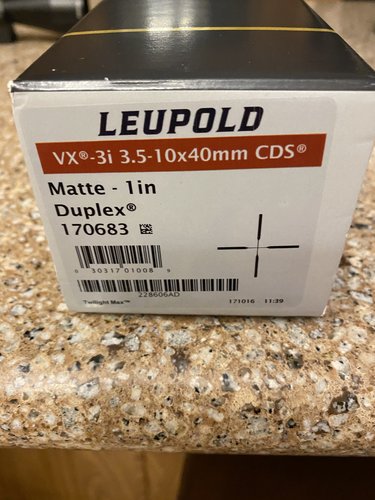 LEUPOLD
VX®-3i 3.5-10x40mm CDS®
Matte - 1in
Duplex®
170683
0 30317 01008 9
228606AD
Twilight Max™ 171016 - 11:39